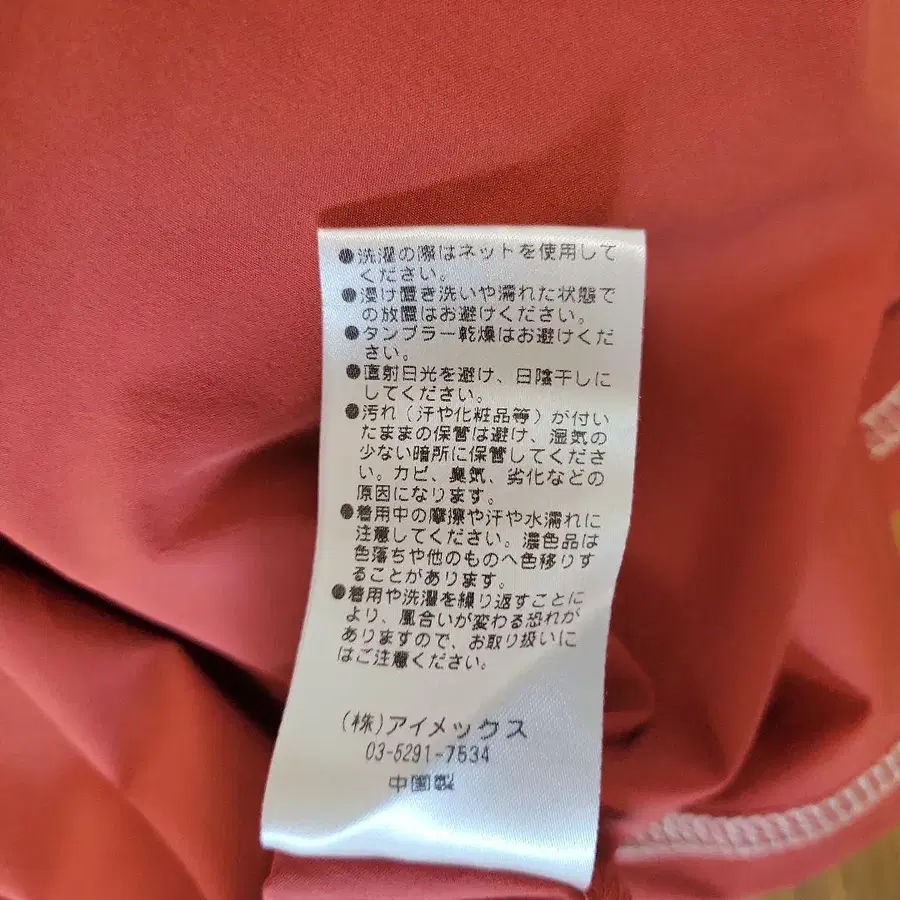 ●洗濯の際はネットを使用して
ください。
●浸け置き洗いや濡れた状態で
の放置はお避けください。
●タンブラー乾燥はお避けくだ
さい。
●直射日光を避け、日陰干しに
してください。
●汚れ（汗や化粧品等）が付い
たままの保管は避け、湿気の
少ない暗所に保管してくださ
い。カビ、臭気、劣化などの
原因になります。
●着用中の摩擦や汗や水濡れに
注意してください。濃色品は
色落ちや他のものへ色移りす
ることがあります。
●着用や洗濯を繰り返すことに
より、風合いが変わる恐れが
ありますので、お取り扱いに
はご注意ください。
(株)アイメックス
03-5291-7534
中国製